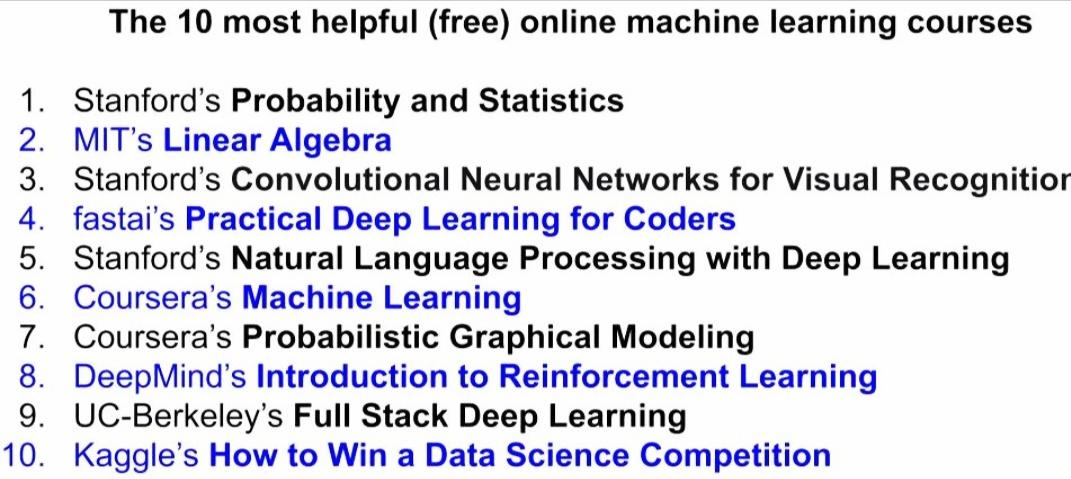 The 10 most helpful (free) online machine learning courses
1. Stanford’s Probability and Statistics
2. MIT’s Linear Algebra
3. Stanford’s Convolutional Neural Networks for Visual Recognition
4. fastai’s Practical Deep Learning for Coders
5. Stanford’s Natural Language Processing with Deep Learning
6. Coursera’s Machine Learning
7. Coursera’s Probabilistic Graphical Modeling
8. DeepMind’s Introduction to Reinforcement Learning
9. UC-Berkeley’s Full Stack Deep Learning
10. Kaggle’s How to Win a Data Science Competition